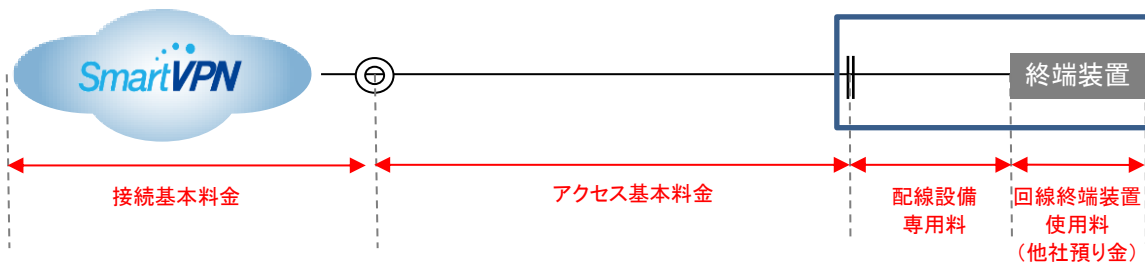 SmartVPN
終端装置
接続基本料金
アクセス基本料金
配線設備
専用料
回線終端装置
使用料
(他社預り金)